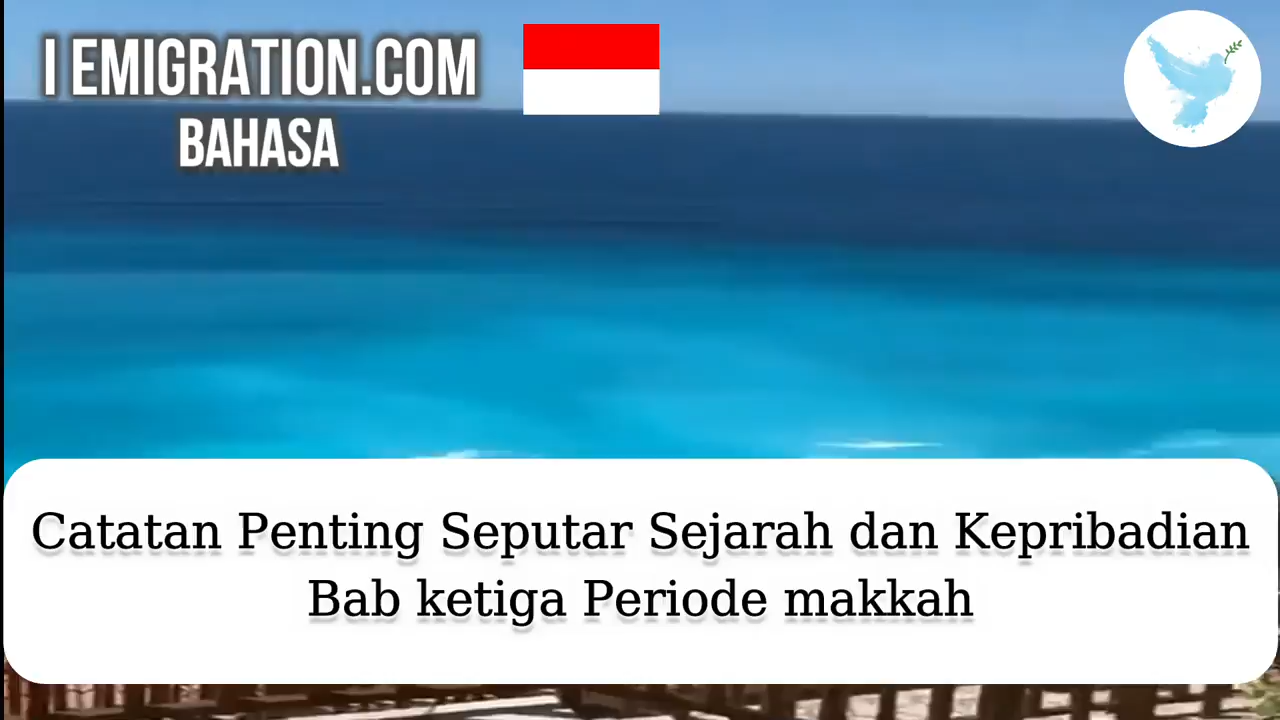 I EMIGRATION.COM
BAHASA
Catatan Penting Seputar Sejarah dan Kepribadian
Bab ketiga Periode makkah